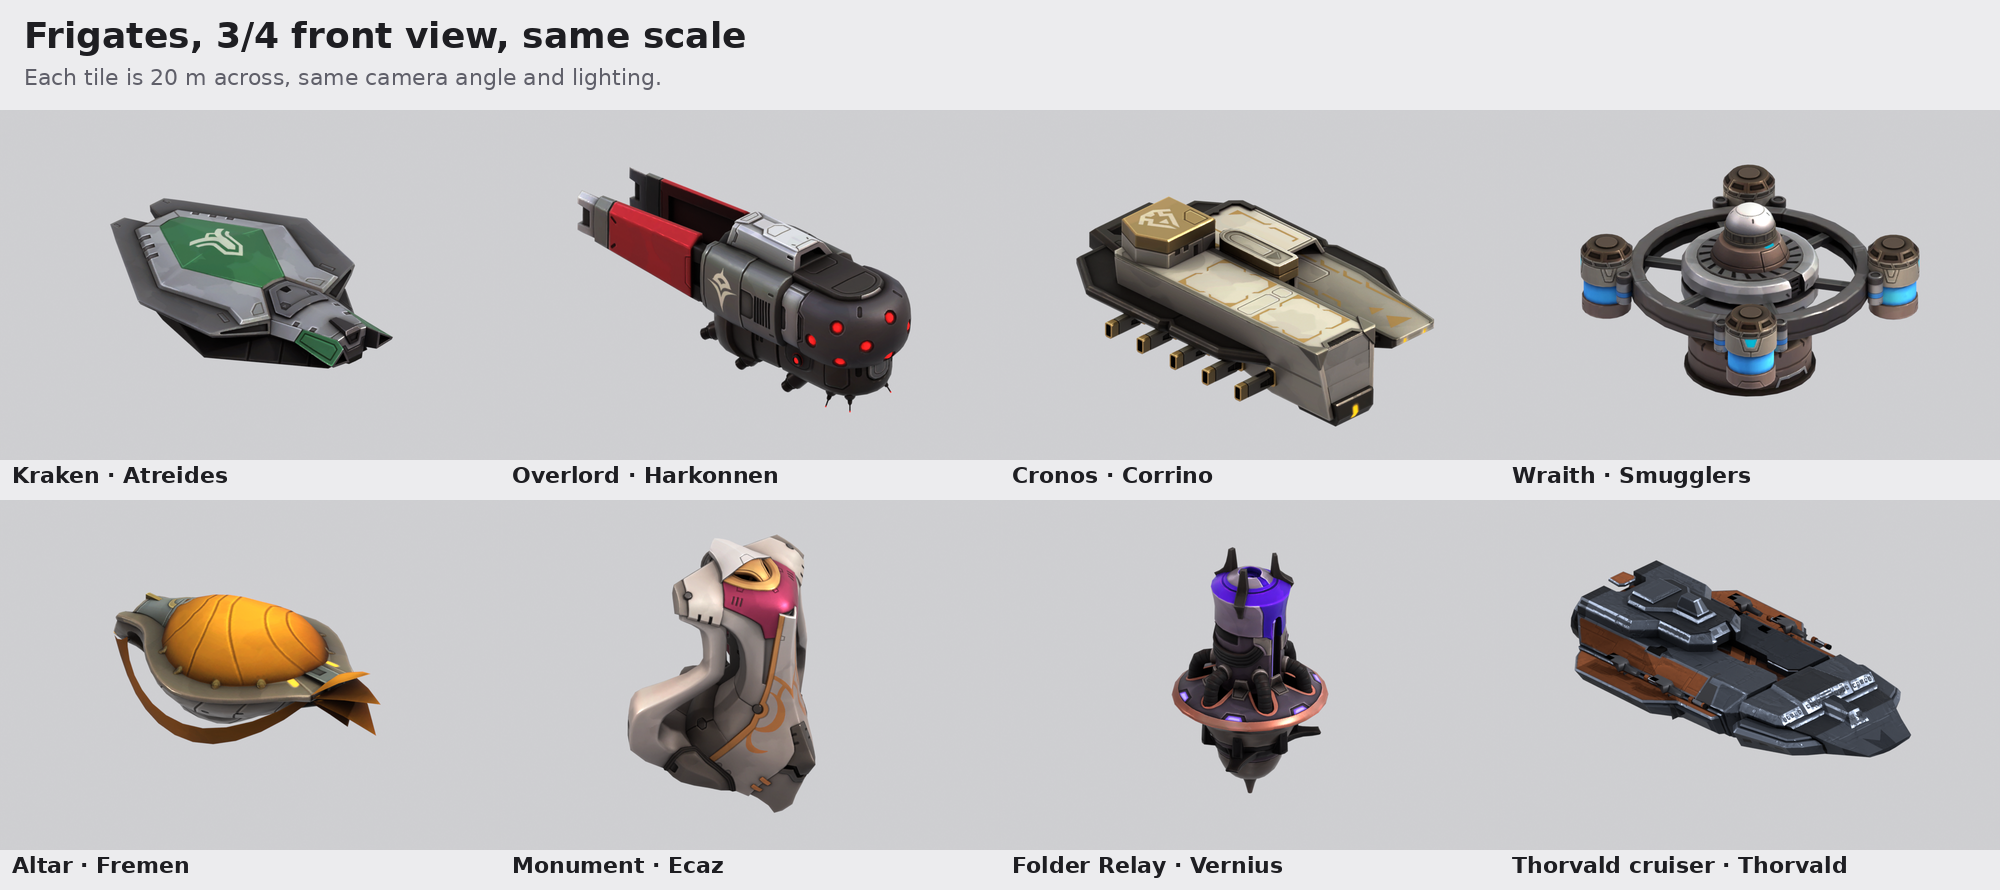 Frigates, 3/4 front view, same scale
Each tile is 20 m across, same camera angle and lighting.
Kraken · Atreides
Overlord · Harkonnen
Cronos · Corrino
Wraith · Smugglers
Altar · Fremen
Monument · Ecaz
Folder Relay · Vernius
Thorvald cruiser · Thorvald